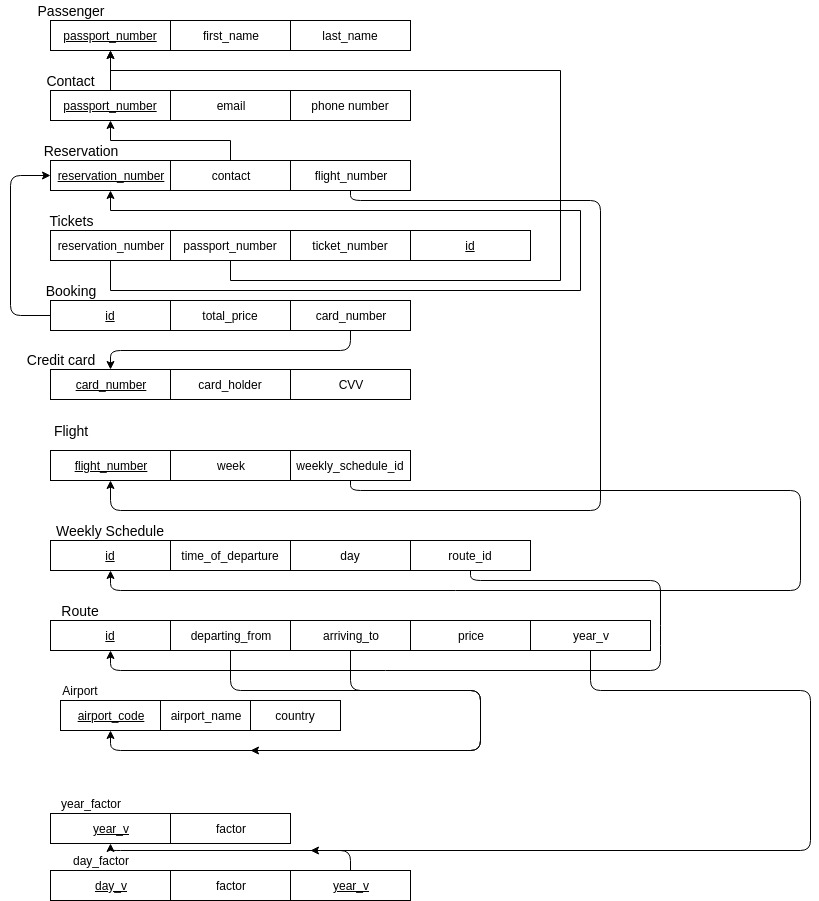 Passenger
passport_number first_name last_name
Contact
passport_number email phone number
Reservation
reservation_number contact flight_number
Tickets
reservation_number passport_number ticket_number id
Booking
id total_price card_number
Credit card
card_number card_holder CVV
Flight
flight_number week weekly_schedule_id
Weekly Schedule
id time_of_departure day route_id
Route
id departing_from arriving_to price year_v
Airport
airport_code airport_name country
year_factor
year_v factor
day_factor
day_v factor year_v